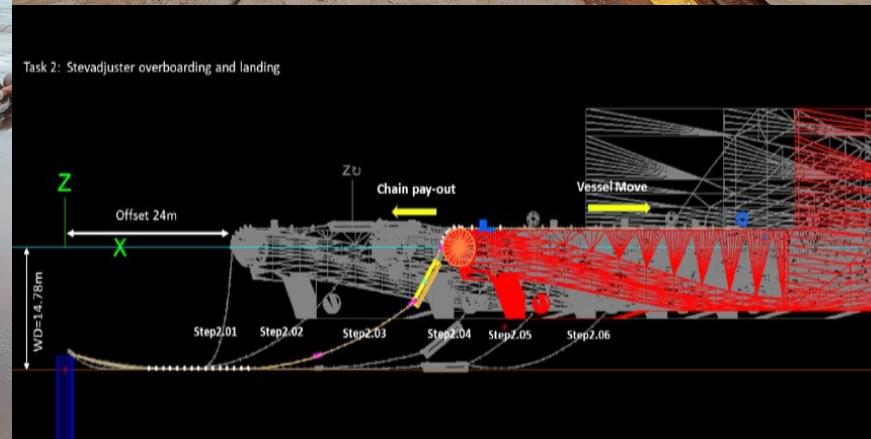 Task 2: Stevadjuster overboarding and landing
Z
Z↻
Chain pay-out
Vessel Move
Offset 24m
X
WD=14.78m
Step2.01
Step2.02
Step2.03
Step2.04
Step2.05
Step2.06